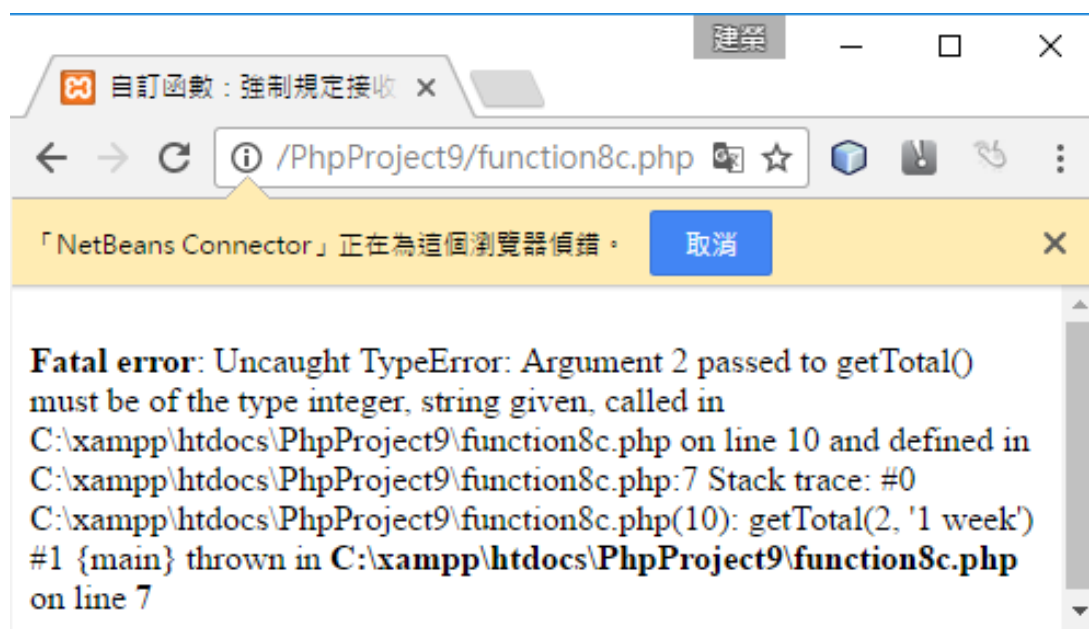 建榮
自訂函數：強制規定接收
/PhpProject9/function8c.php
「NetBeans Connector」正在為這個瀏覽器偵錯。 取消
Fatal error: Uncaught TypeError: Argument 2 passed to getTotal()
must be of the type integer, string given, called in
C:\xampp\htdocs\PhpProject9\function8c.php on line 10 and defined in
C:\xampp\htdocs\PhpProject9\function8c.php:7 Stack trace: #0
C:\xampp\htdocs\PhpProject9\function8c.php(10): getTotal(2, '1 week')
#1 {main} thrown in C:\xampp\htdocs\PhpProject9\function8c.php
on line 7